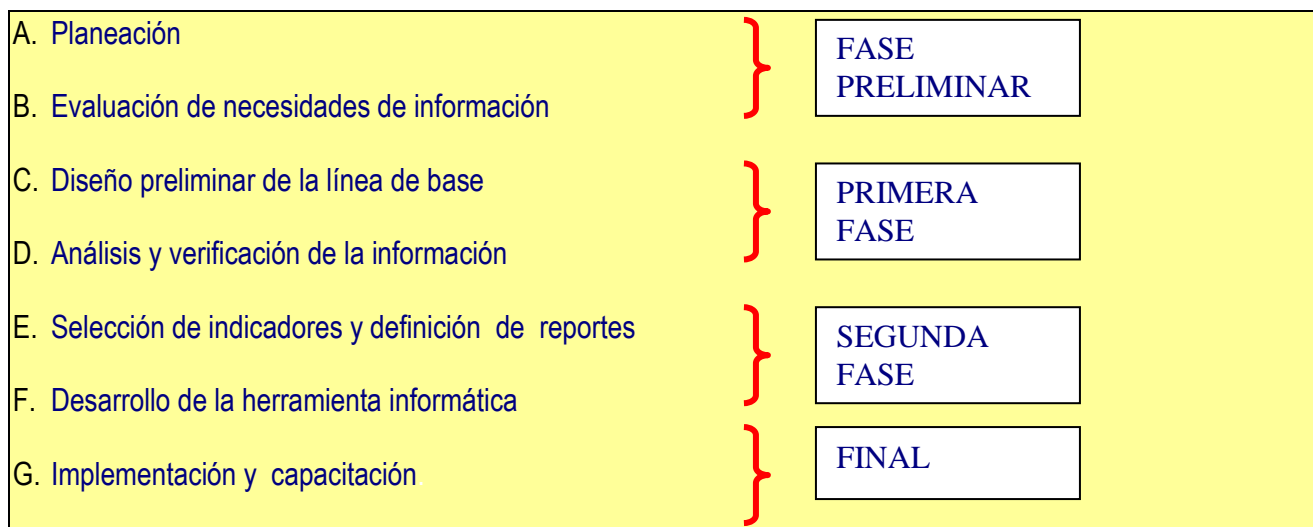 A. Planeación
FASE
PRELIMINAR
B. Evaluación de necesidades de información
C. Diseño preliminar de la línea de base
PRIMERA
FASE
D. Análisis y verificación de la información
E. Selección de indicadores y definición de reportes
SEGUNDA
FASE
F. Desarrollo de la herramienta informática
FINAL
G. Implementación y capacitación.